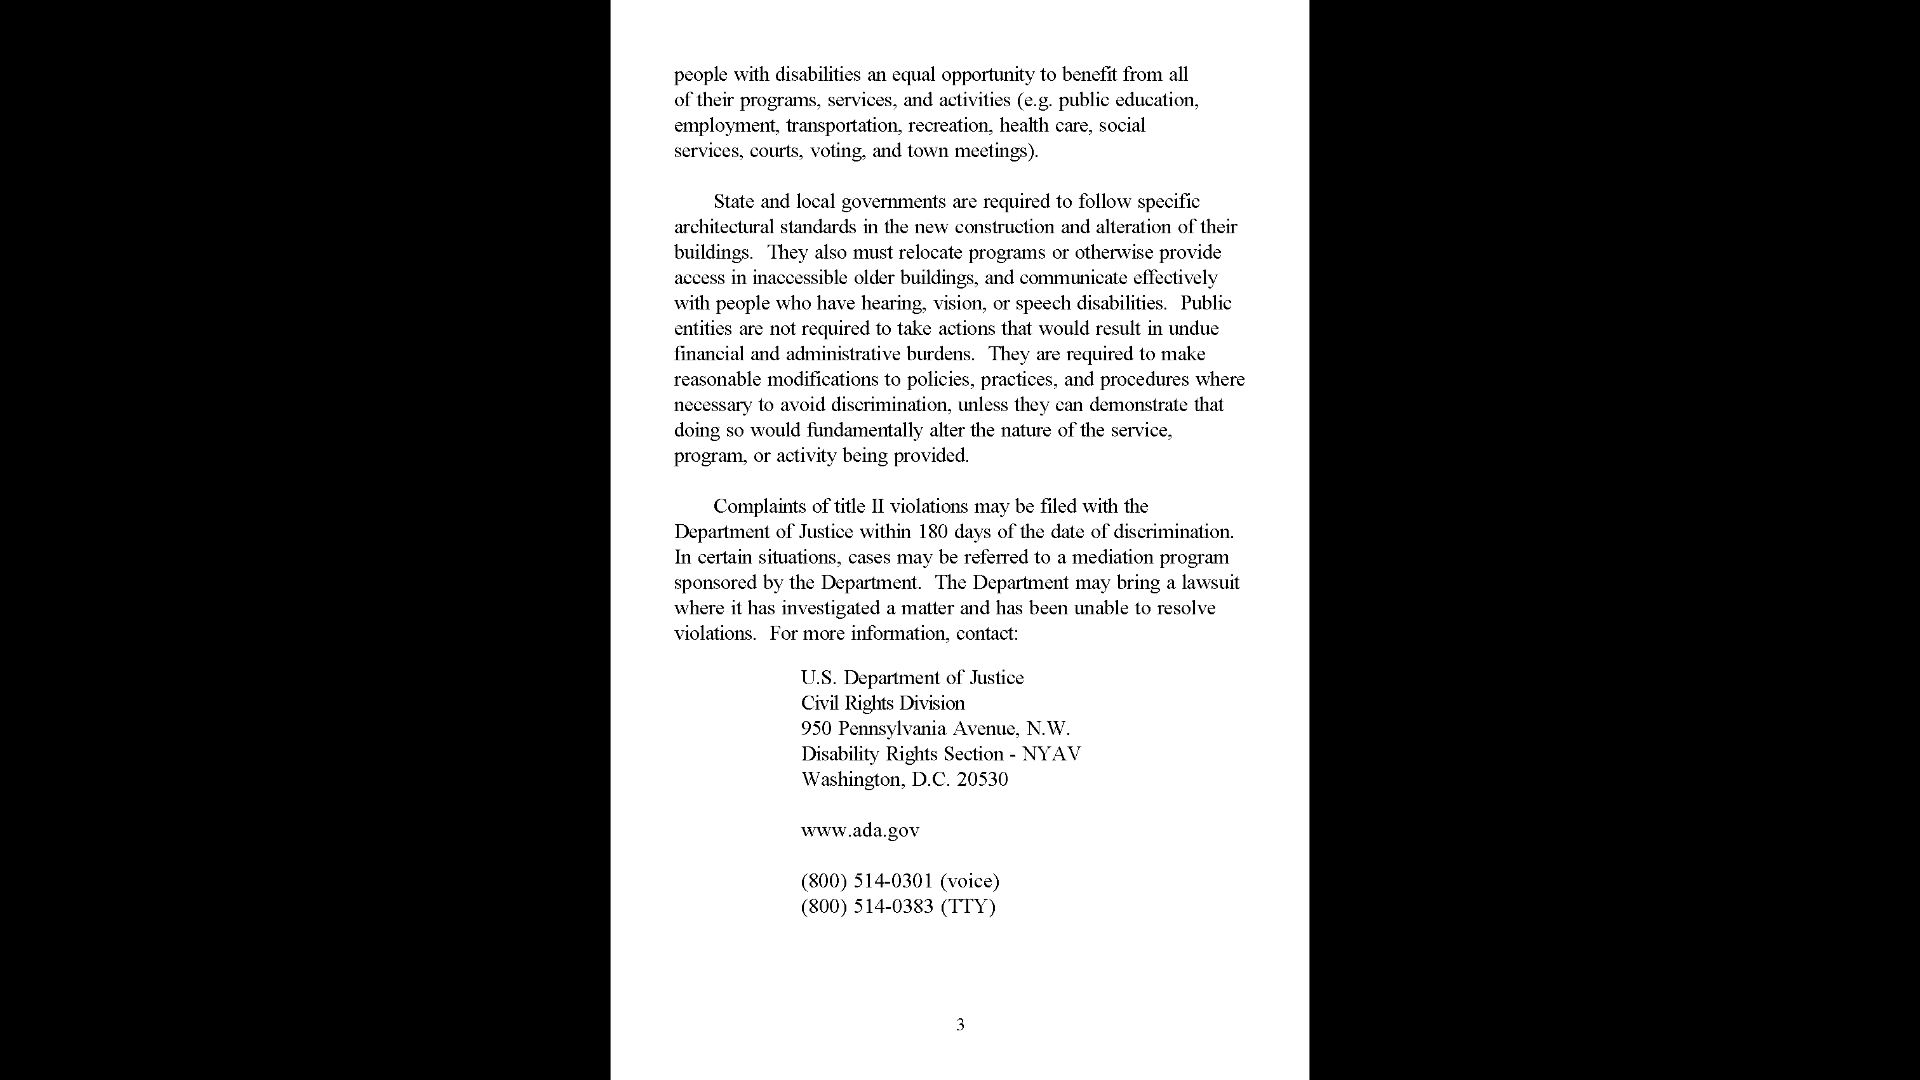 people with disabilities an equal opportunity to benefit from all
of their programs, services, and activities (e.g. public education,
employment, transportation, recreation, health care, social
services, courts, voting, and town meetings).
State and local governments are required to follow specific
architectural standards in the new construction and alteration of their
buildings.  They also must relocate programs or otherwise provide
access in inaccessible older buildings, and communicate effectively
with people who have hearing, vision, or speech disabilities.  Public
entities are not required to take actions that would result in undue
financial and administrative burdens.  They are required to make
reasonable modifications to policies, practices, and procedures where
necessary to avoid discrimination, unless they can demonstrate that
doing so would fundamentally alter the nature of the service,
program, or activity being provided.
Complaints of title II violations may be filed with the
Department of Justice within 180 days of the date of discrimination.
In certain situations, cases may be referred to a mediation program
sponsored by the Department.  The Department may bring a lawsuit
where it has investigated a matter and has been unable to resolve
violations.  For more information, contact:
U.S. Department of Justice
Civil Rights Division
950 Pennsylvania Avenue, N.W.
Disability Rights Section - NYAV
Washington, D.C. 20530
www.ada.gov
(800) 514-0301 (voice)
(800) 514-0383 (TTY)
3